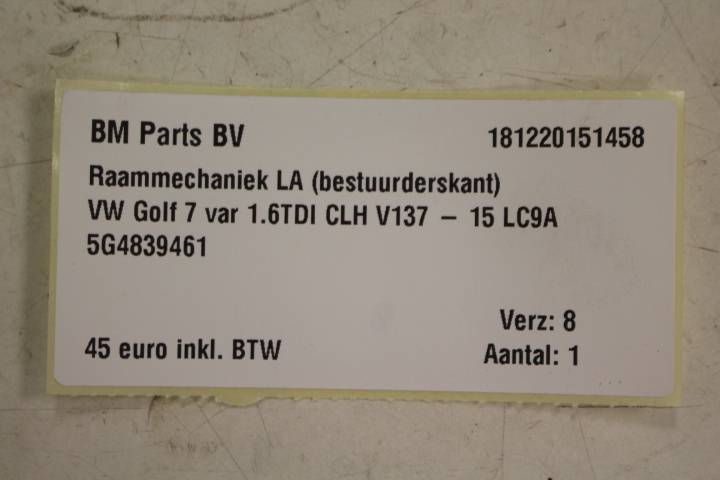 BM Parts BV 181220151458
Raammechaniek LA (bestuurderskant)
VW Golf 7 var 1.6TDI CLH V137 – 15 LC9A
5G4839461
Verz: 8
45 euro inkl. BTW Aantal: 1